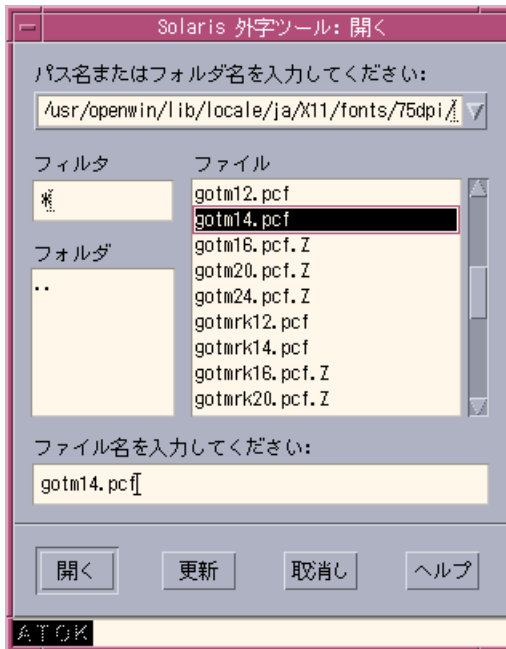 Solaris 外字ツール: 開く
パス名またはフォルダ名を入力してください:
/usr/openwin/lib/locale/ja/X11/fonts/75dpi/
フィルタ
*
フォルダ
..
ファイル
gotm12.pcf
gotm14.pcf
gotm16.pcf.Z
gotm20.pcf.Z
gotm24.pcf.Z
gotmrk12.pcf
gotmrk14.pcf
gotmrk16.pcf.Z
gotmrk20.pcf.Z
ファイル名を入力してください:
gotm14.pcf
開く 更新 取消し ヘルプ
ATOK